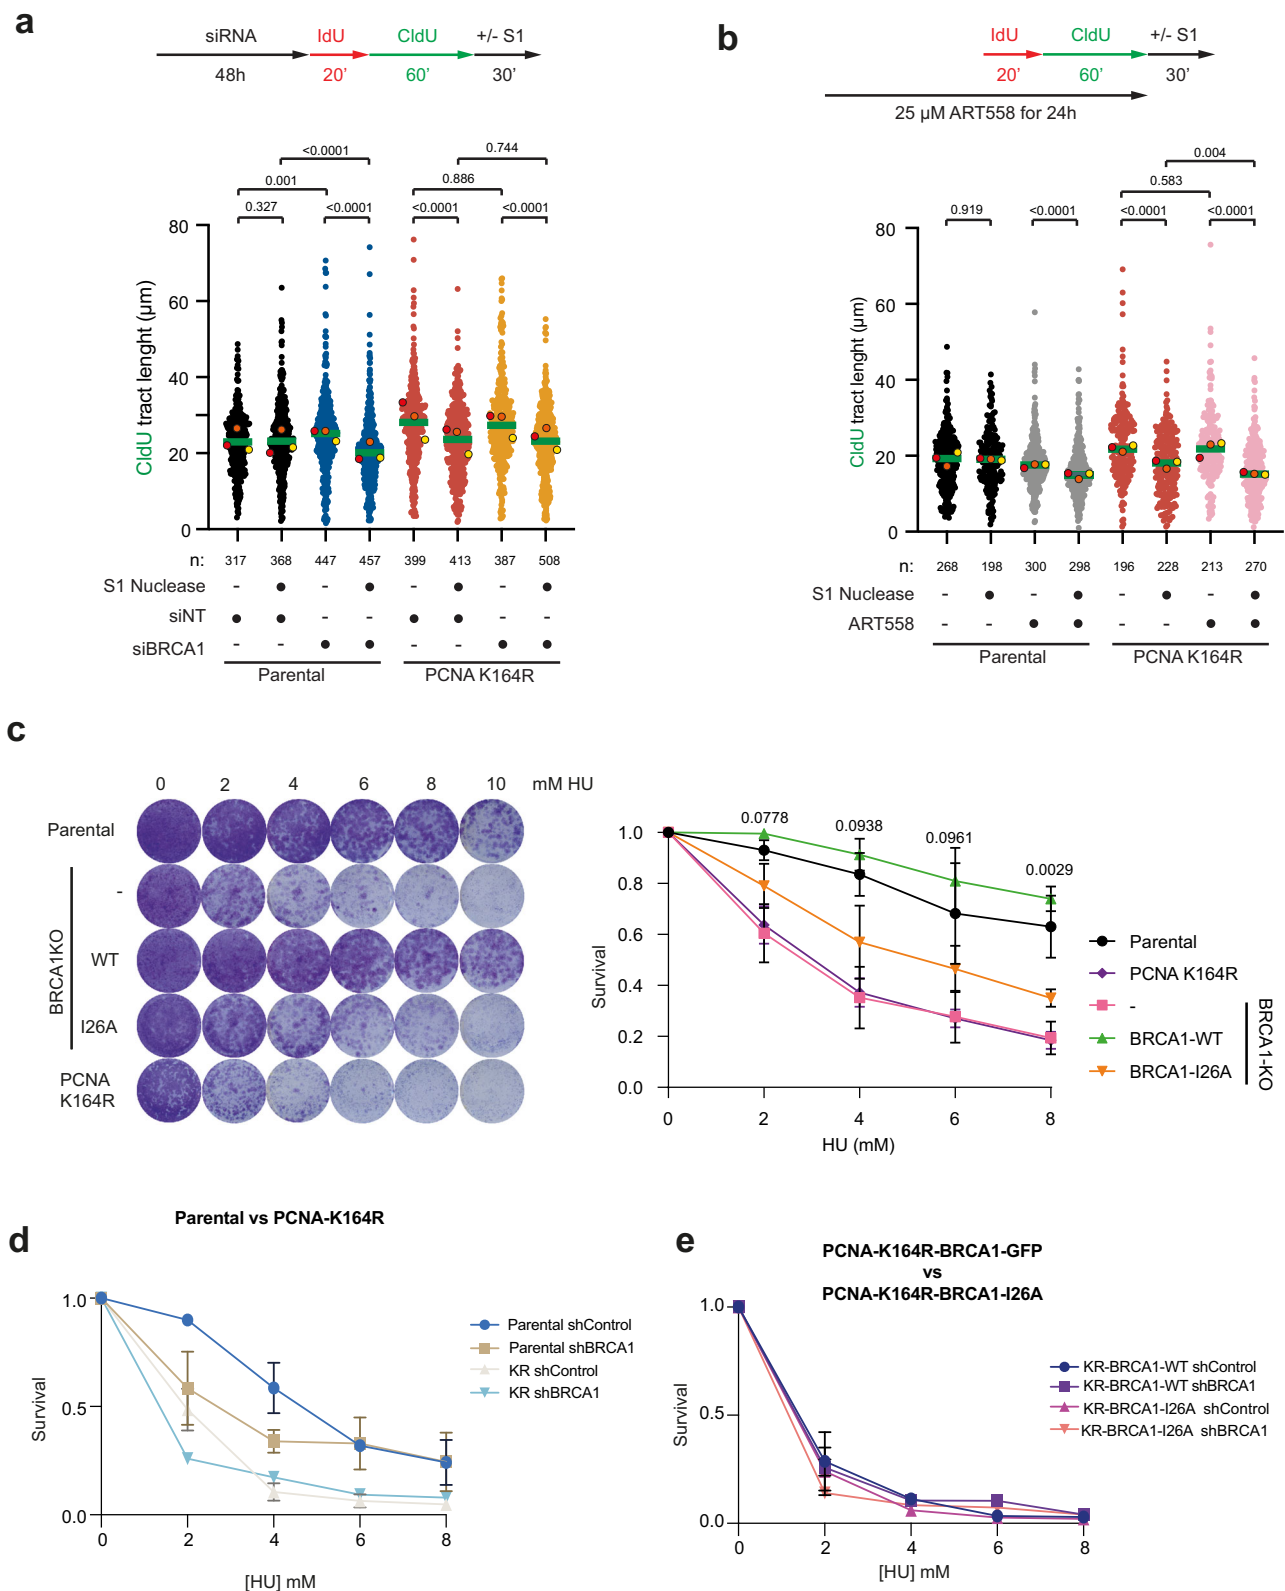 a
siRNA IdU CldU +/- S1
48h 20' 60' 30'
<0.0001 0.744
0.001 0.886
0.327 <0.0001 <0.0001 <0.0001
80
60
40
20
0
CldU tract lenght (µm)
n: 317 368 447 457 399 413 387 508
S1 Nuclease - • - • - • - •
siNT • • - - • • - -
siBRCA1 - - • • - - • •
Parental PCNA K164R
b
IdU CldU +/- S1
20' 60' 30'
25 µM ART558 for 24h
0.004
0.583
0.919 <0.0001 <0.0001 <0.0001
80
60
40
20
0
CldU tract lenght (µm)
n: 268 198 300 298 196 228 213 270
S1 Nuclease - • - • - • - •
ART558 - - • • - - • •
Parental PCNA K164R
c
0 2 4 6 8 10 mM HU
Parental
BRCA1KO
-
WT
I26A
PCNA
K164R
0.0778 0.0938 0.0961 0.0029
1.0
0.8
0.6
0.4
0.2
0.0
Survival
0 2 4 6 8
HU (mM)
Parental
PCNA K164R
-
BRCA1-WT
BRCA1-I26A
BRCA1-KO
d
Parental vs PCNA-K164R
1.0
0.5
0.0
Survival
0 2 4 6 8
[HU] mM
Parental shControl
Parental shBRCA1
KR shControl
KR shBRCA1
e
PCNA-K164R-BRCA1-GFP
vs
PCNA-K164R-BRCA1-I26A
1.0
0.5
0.0
Survival
0 2 4 6 8
[HU] mM
KR-BRCA1-WT shControl
KR-BRCA1-WT shBRCA1
KR-BRCA1-I26A shControl
KR-BRCA1-I26A shBRCA1